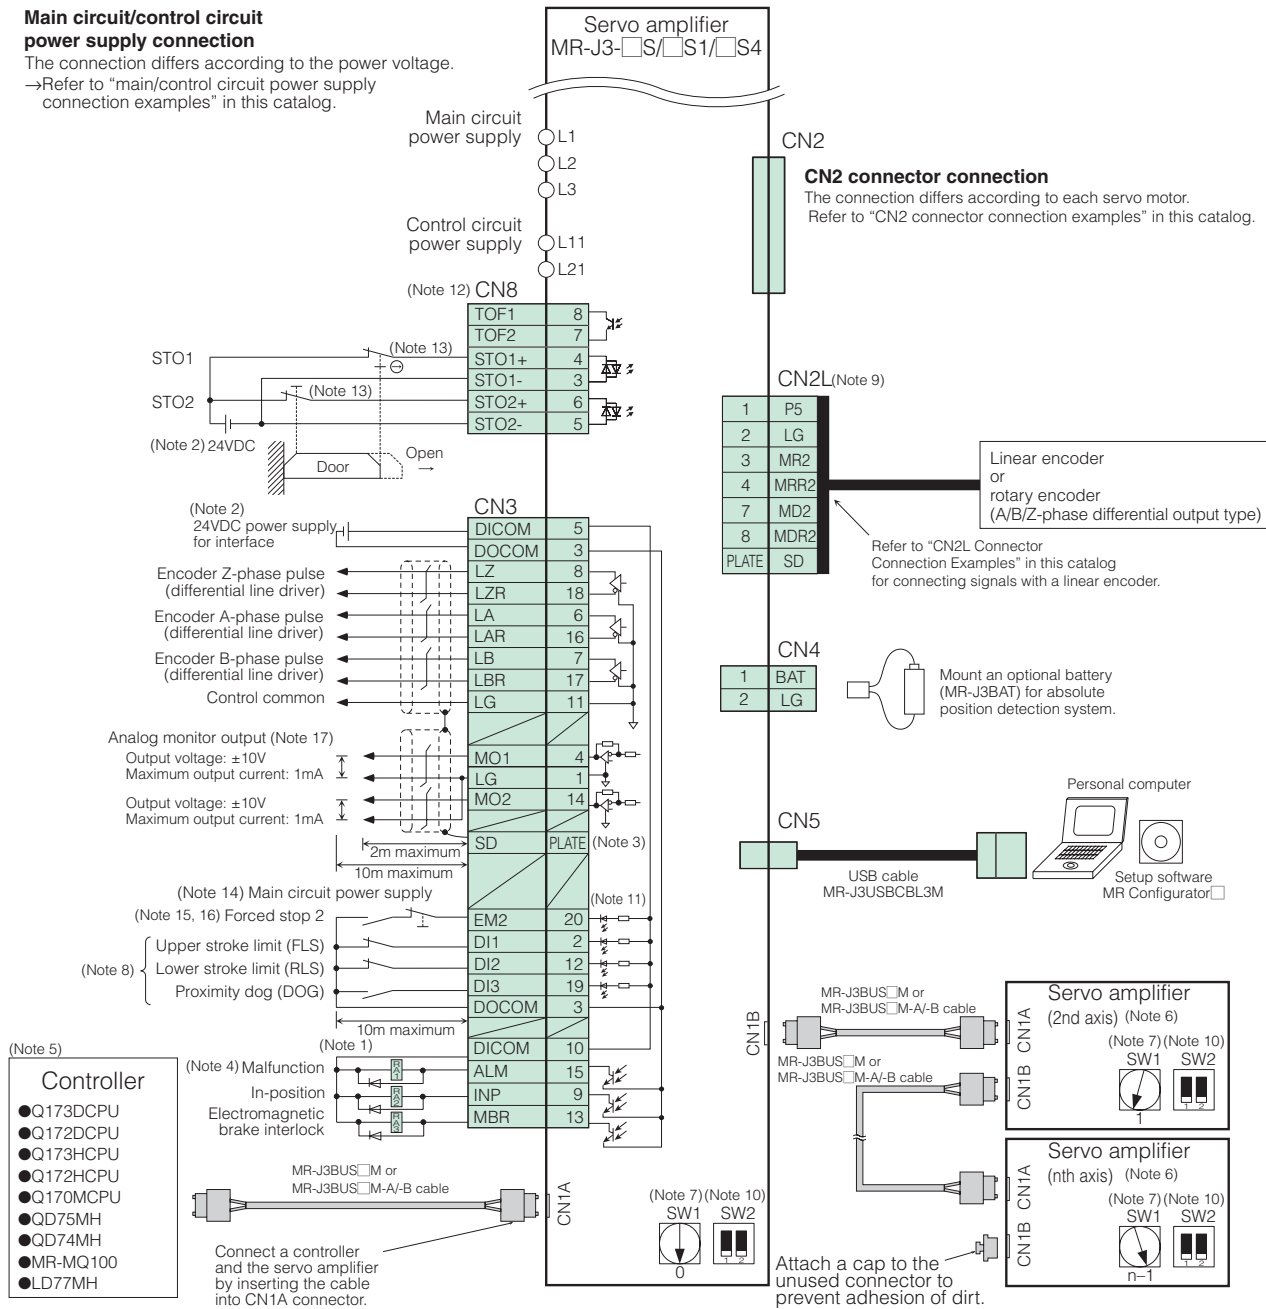 Main circuit/control circuit
power supply connection
The connection differs according to the power voltage.
→Refer to “main/control circuit power supply
connection examples” in this catalog.
Servo amplifier
MR-J3-□S/□S1/□S4
Main circuit
power supply
L1
L2
L3
Control circuit
power supply
L11
L21
CN2
CN2 connector connection
The connection differs according to each servo motor.
Refer to “CN2 connector connection examples” in this catalog.
(Note 12) CN8
TOF1 8
TOF2 7
STO1+ 4
STO1- 3
STO2+ 6
STO2- 5
STO1
(Note 13)
STO2
(Note 13)
(Note 2) 24VDC
Door
Open
→
CN2L(Note 9)
1 P5
2 LG
3 MR2
4 MRR2
7 MD2
8 MDR2
PLATE SD
Linear encoder
or
rotary encoder
(A/B/Z-phase differential output type)
Refer to “CN2L Connector
Connection Examples” in this catalog
for connecting signals with a linear encoder.
CN3
(Note 2)
24VDC power supply
for interface
DICOM 5
DOCOM 3
LZ 8
LZR 18
LA 6
LAR 16
LB 7
LBR 17
LG 11
MO1 4
LG 1
MO2 14
SD PLATE
(Note 3)
Encoder Z-phase pulse
(differential line driver)
Encoder A-phase pulse
(differential line driver)
Encoder B-phase pulse
(differential line driver)
Control common
Analog monitor output (Note 17)
Output voltage: ±10V
Maximum output current: 1mA
Output voltage: ±10V
Maximum output current: 1mA
2m maximum
10m maximum
CN4
1 BAT
2 LG
Mount an optional battery
(MR-J3BAT) for absolute
position detection system.
CN5
USB cable
MR-J3USBCBL3M
Personal computer
Setup software
MR Configurator□
(Note 14) Main circuit power supply
(Note 11)
(Note 15, 16) Forced stop 2
EM2 20
(Note 8)
Upper stroke limit (FLS)
DI1 2
Lower stroke limit (RLS)
DI2 12
Proximity dog (DOG)
DI3 19
DOCOM 3
10m maximum
(Note 1)
DICOM 10
(Note 4) Malfunction
RA1
ALM 15
In-position
RA2
INP 9
Electromagnetic
brake interlock
RA3
MBR 13
(Note 5)
Controller
●Q173DCPU
●Q172DCPU
●Q173HCPU
●Q172HCPU
●Q170MCPU
●QD75MH
●QD74MH
●MR-MQ100
●LD77MH
MR-J3BUS□M or
MR-J3BUS□M-A/-B cable
CN1A
Connect a controller
and the servo amplifier
by inserting the cable
into CN1A connector.
(Note 7) (Note 10)
SW1 SW2
0
1 2
CN1B
MR-J3BUS□M or
MR-J3BUS□M-A/-B cable
MR-J3BUS□M or
MR-J3BUS□M-A/-B cable
Servo amplifier
(2nd axis) (Note 6)
CN1A
CN1B
(Note 7) (Note 10)
SW1 SW2
1
1 2
Servo amplifier
(nth axis) (Note 6)
CN1A
CN1B
(Note 7) (Note 10)
SW1 SW2
n−1
1 2
Attach a cap to the
unused connector to
prevent adhesion of dirt.